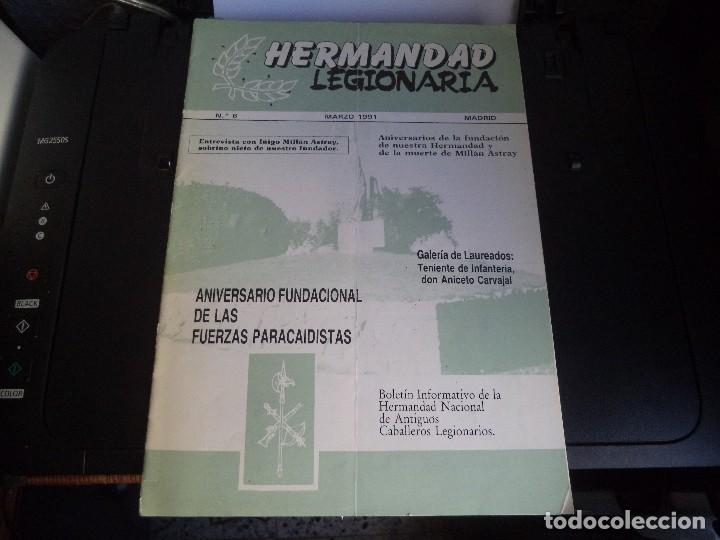 HERMANDAD
LEGIONARIA
N.º 6 MARZO 1991 MADRID
Entrevista con Iñigo Millán Astray,
sobrino nieto de nuestro fundador.
Aniversarios de la fundación
de nuestra Hermandad y
de la muerte de Millán Astray
Galería de Laureados:
Teniente de Infantería,
don Aniceto Carvajal
ANIVERSARIO FUNDACIONAL
DE LAS
FUERZAS PARACAIDISTAS
Boletín Informativo de la
Hermandad Nacional
de Antiguos
Caballeros Legionarios.
MG2550S
BLACK
COLOR
todocoleccion.net